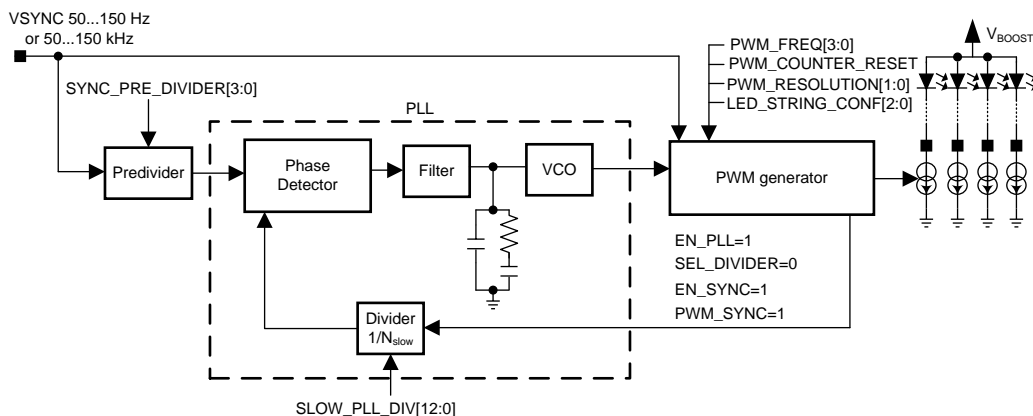 VSYNC 50...150 Hz
or 50...150 kHz
SYNC_PRE_DIVIDER[3:0]
PLL
PWM_FREQ[3:0]
PWM_COUNTER_RESET
PWM_RESOLUTION[1:0]
LED_STRING_CONF[2:0]
VBOOST
Predivider
Phase
Detector
Filter
VCO
PWM generator
EN_PLL=1
SEL_DIVIDER=0
EN_SYNC=1
PWM_SYNC=1
Divider
1/Nslow
SLOW_PLL_DIV[12:0]